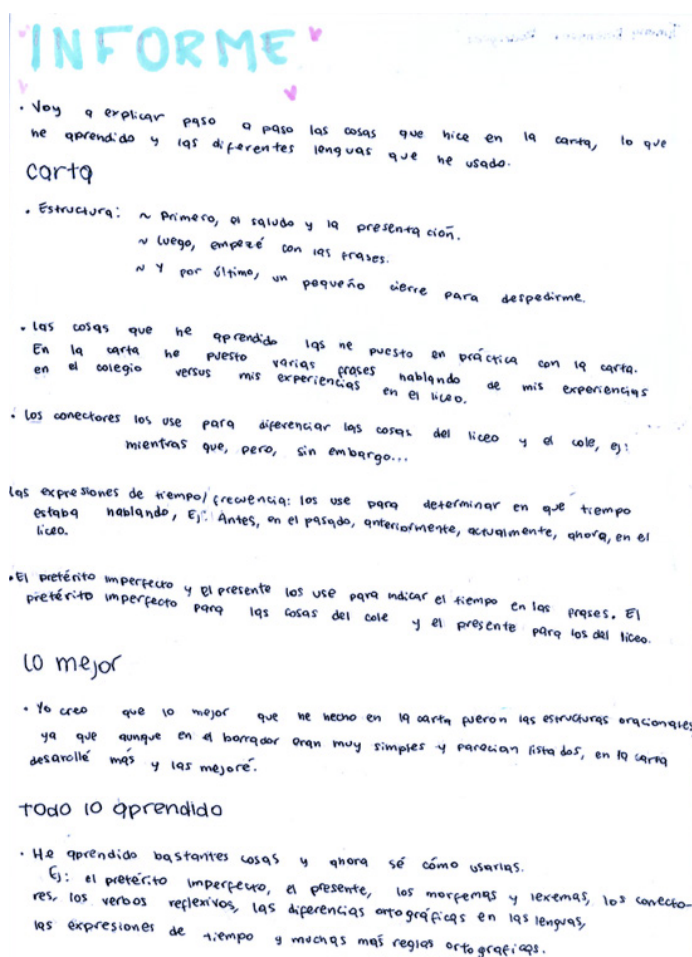 INFORME
• Voy a explicar paso a paso las cosas que hice en la carta, lo que
he aprendido y las diferentes lenguas que he usado.
carta
• Estructura: ~ Primero, el saludo y la presentación.
~ Luego, empezé con las frases.
~ Y por último, un pequeño cierre para despedirme.
• Las cosas que he aprendido las he puesto en práctica con la carta.
En la carta he puesto varias frases hablando de mis experiencias
en el colegio versus mis experiencias en el liceo.
• Los conectores los use para diferenciar las cosas del liceo y el cole, ej:
mientras que, pero, sin embargo...
Las expresiones de tiempo/frecuencia: los use para determinar en que tiempo
estaba hablando, Ej: Antes, en el pasado, anteriormente, actualmente, ahora, en el
liceo.
• El pretérito imperfecto y el presente los use para indicar el tiempo en las frases. El
pretérito imperfecto para las cosas del cole y el presente para los del liceo.
Lo mejor
• Yo creo que lo mejor que he hecho en la carta fueron las estructuras oracionales
ya que aunque en el borrador eran muy simples y parecian listados, en la carta
desarollé más y las mejoré.
todo lo aprendido
• He aprendido bastantes cosas y ahora sé cómo usarlas.
Ej: el pretérito imperfecto, el presente, los morfemas y lexemas, los conecto-
res, los verbos reflexivos, las diferencias ortográficas en las lenguas,
las expresiones de tiempo y muchas más reglas ortograficas.